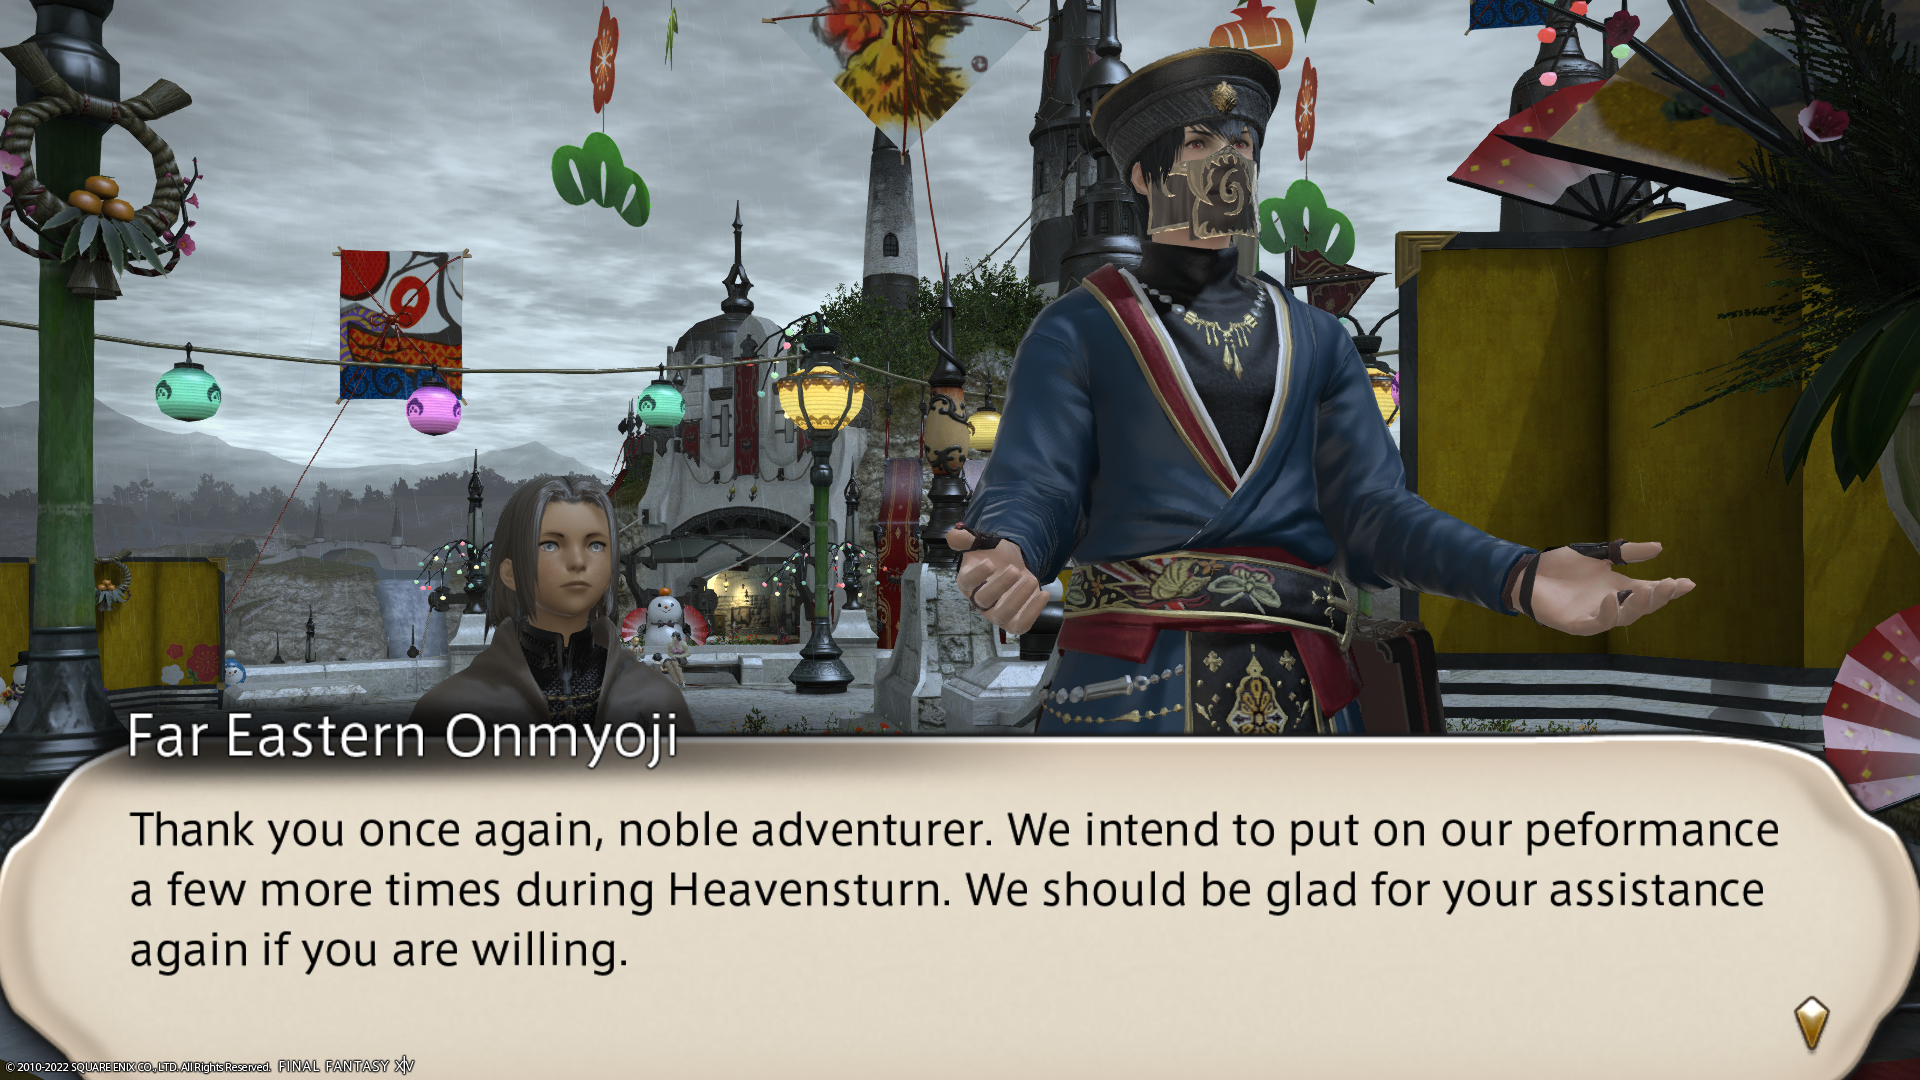 Far Eastern Onmyoji
Thank you once again, noble adventurer. We intend to put on our peformance
a few more times during Heavensturn. We should be glad for your assistance
again if you are willing.
© 2010-2022 SQUARE ENIX CO., LTD. All Rights Reserved. FINAL FANTASY XIV